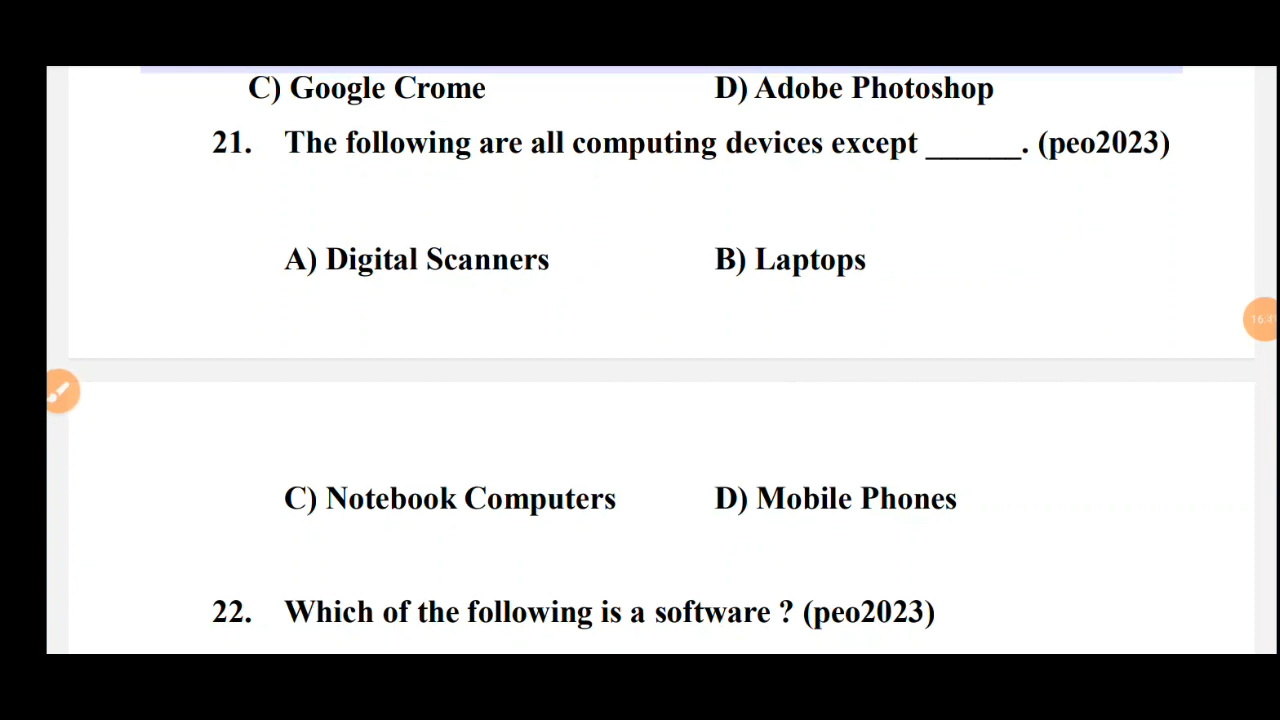 C) Google Crome D) Adobe Photoshop
21. The following are all computing devices except ______. (peo2023)
A) Digital Scanners B) Laptops
C) Notebook Computers D) Mobile Phones
22. Which of the following is a software ? (peo2023)